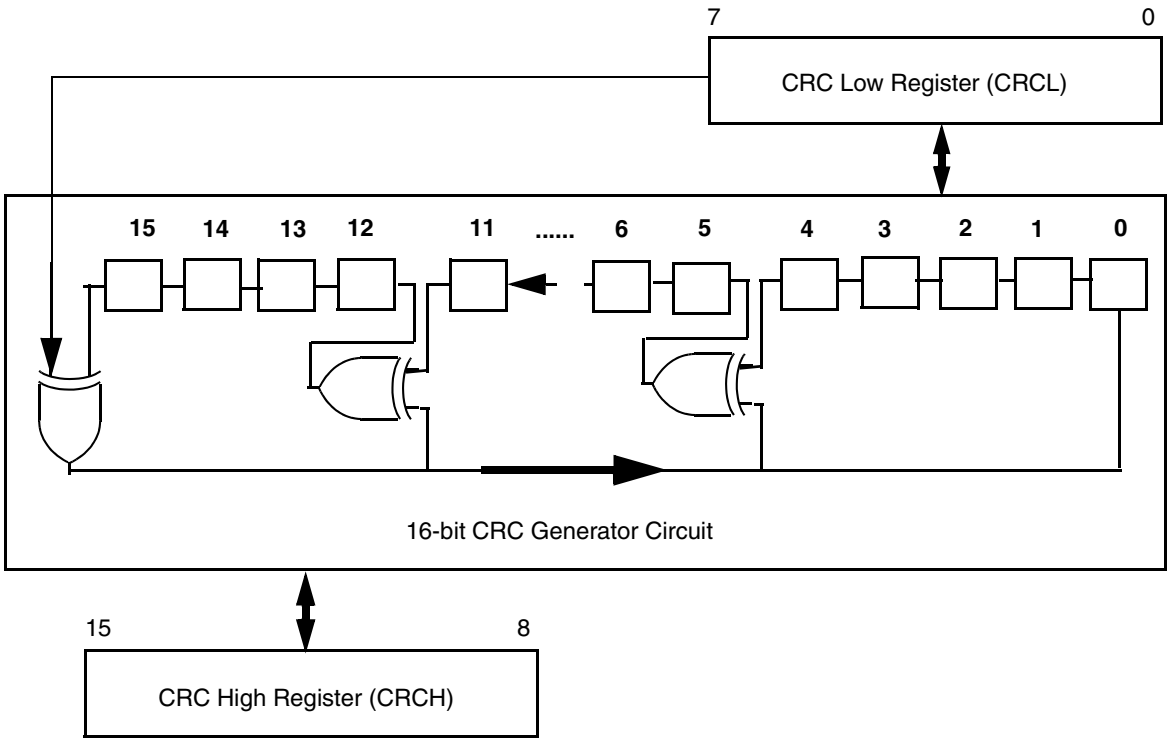 7 0
CRC Low Register (CRCL)
15 14 13 12 11 ...... 6 5 4 3 2 1 0
16-bit CRC Generator Circuit
15 8
CRC High Register (CRCH)